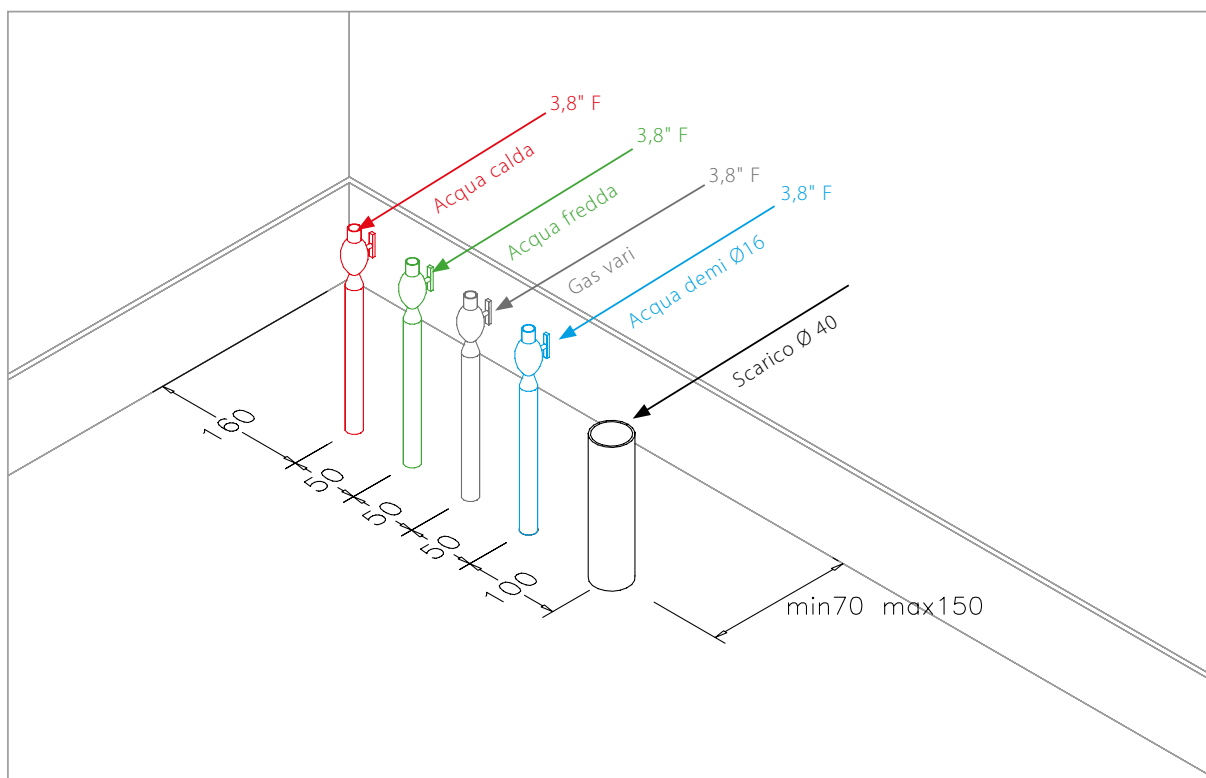 3,8" F
Acqua calda
3,8" F
Acqua fredda
3,8" F
Gas vari
3,8" F
Acqua demi Ø16
Scarico Ø 40
160
50
50
50
100
min70 max150